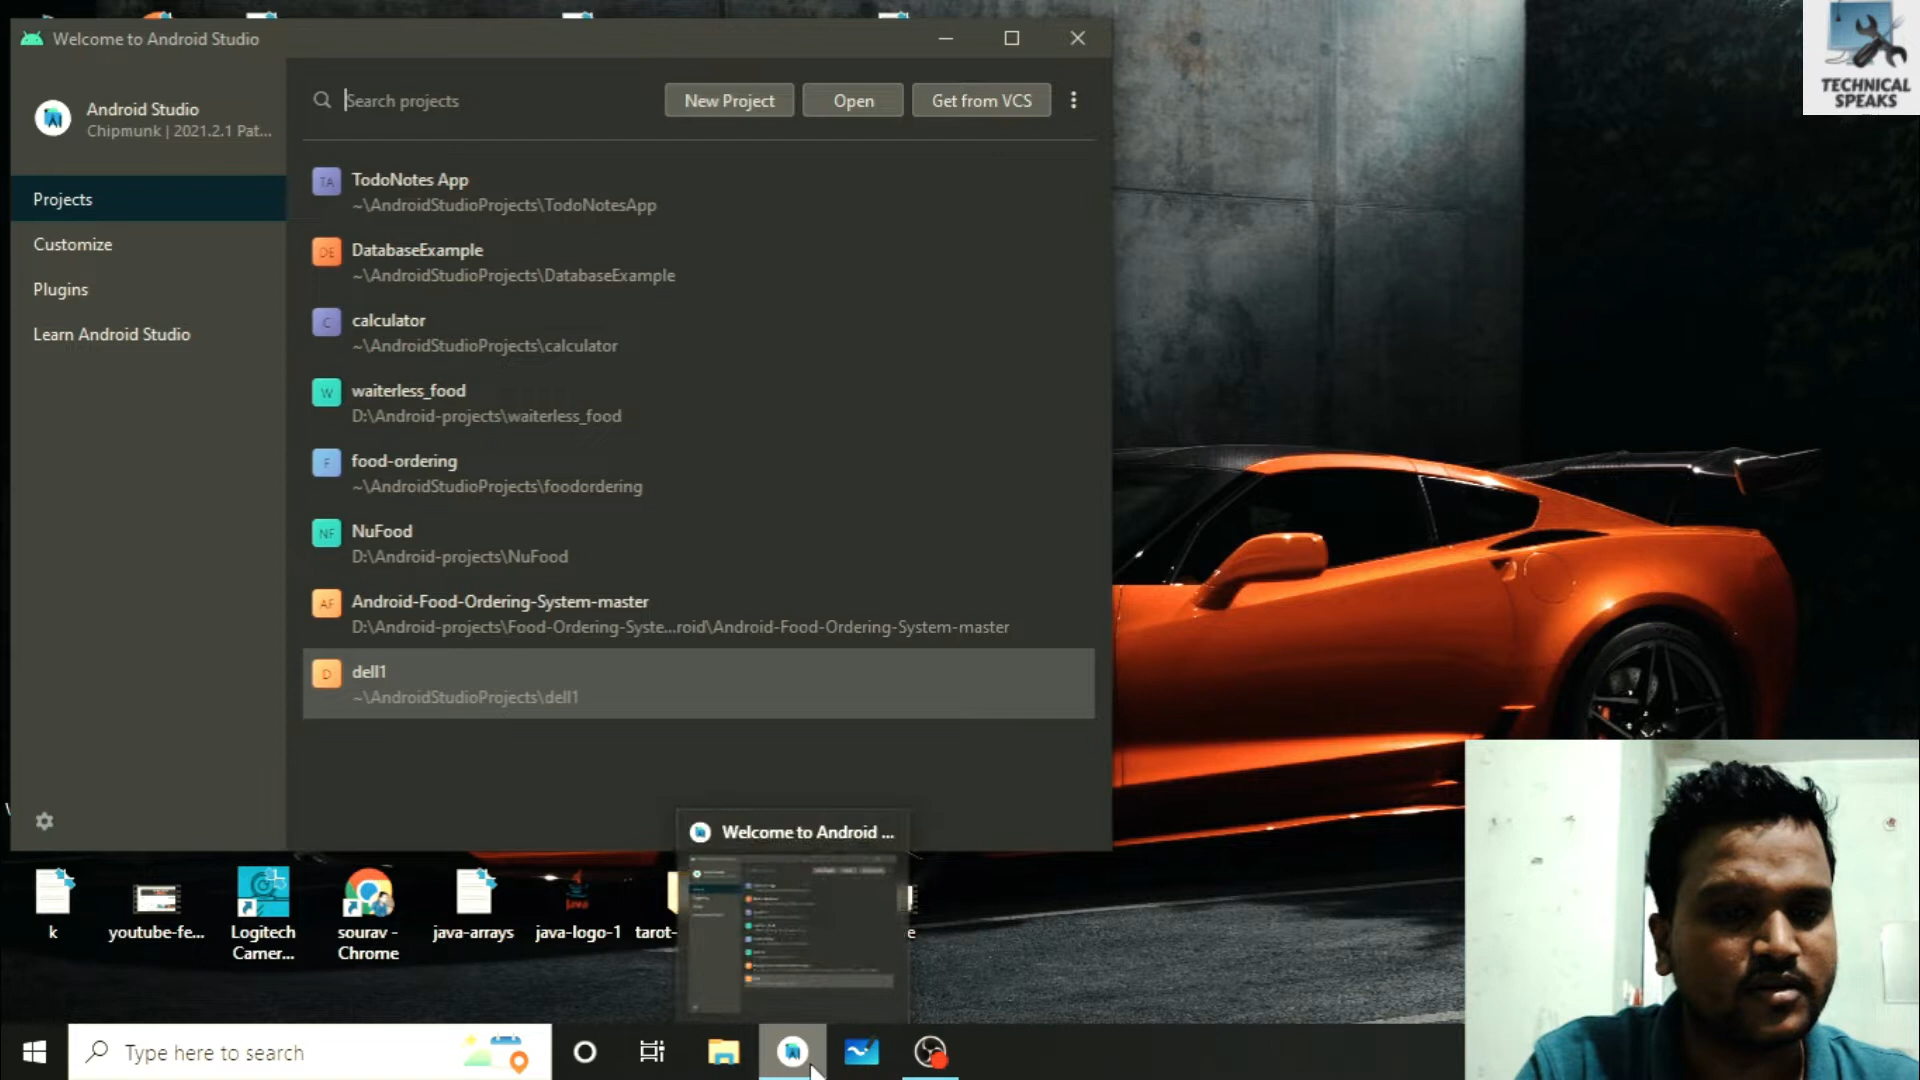 Welcome to Android Studio
TECHNICAL
SPEAKS
Android Studio
Chipmunk | 2021.2.1 Pat...
Search projects
New Project
Open
Get from VCS
Projects
Customize
Plugins
Learn Android Studio
TA
TodoNotes App
~\AndroidStudioProjects\TodoNotesApp
DE
DatabaseExample
~\AndroidStudioProjects\DatabaseExample
C
calculator
~\AndroidStudioProjects\calculator
W
waiterless_food
D:\Android-projects\waiterless_food
F
food-ordering
~\AndroidStudioProjects\foodordering
NF
NuFood
D:\Android-projects\NuFood
AF
Android-Food-Ordering-System-master
D:\Android-projects\Food-Ordering-Syste...roid\Android-Food-Ordering-System-master
D
dell1
~\AndroidStudioProjects\dell1
Welcome to Android ...
k
youtube-fe...
Logitech
Camer...
sourav -
Chrome
java-arrays
java-logo-1
tarot-
e
Type here to search